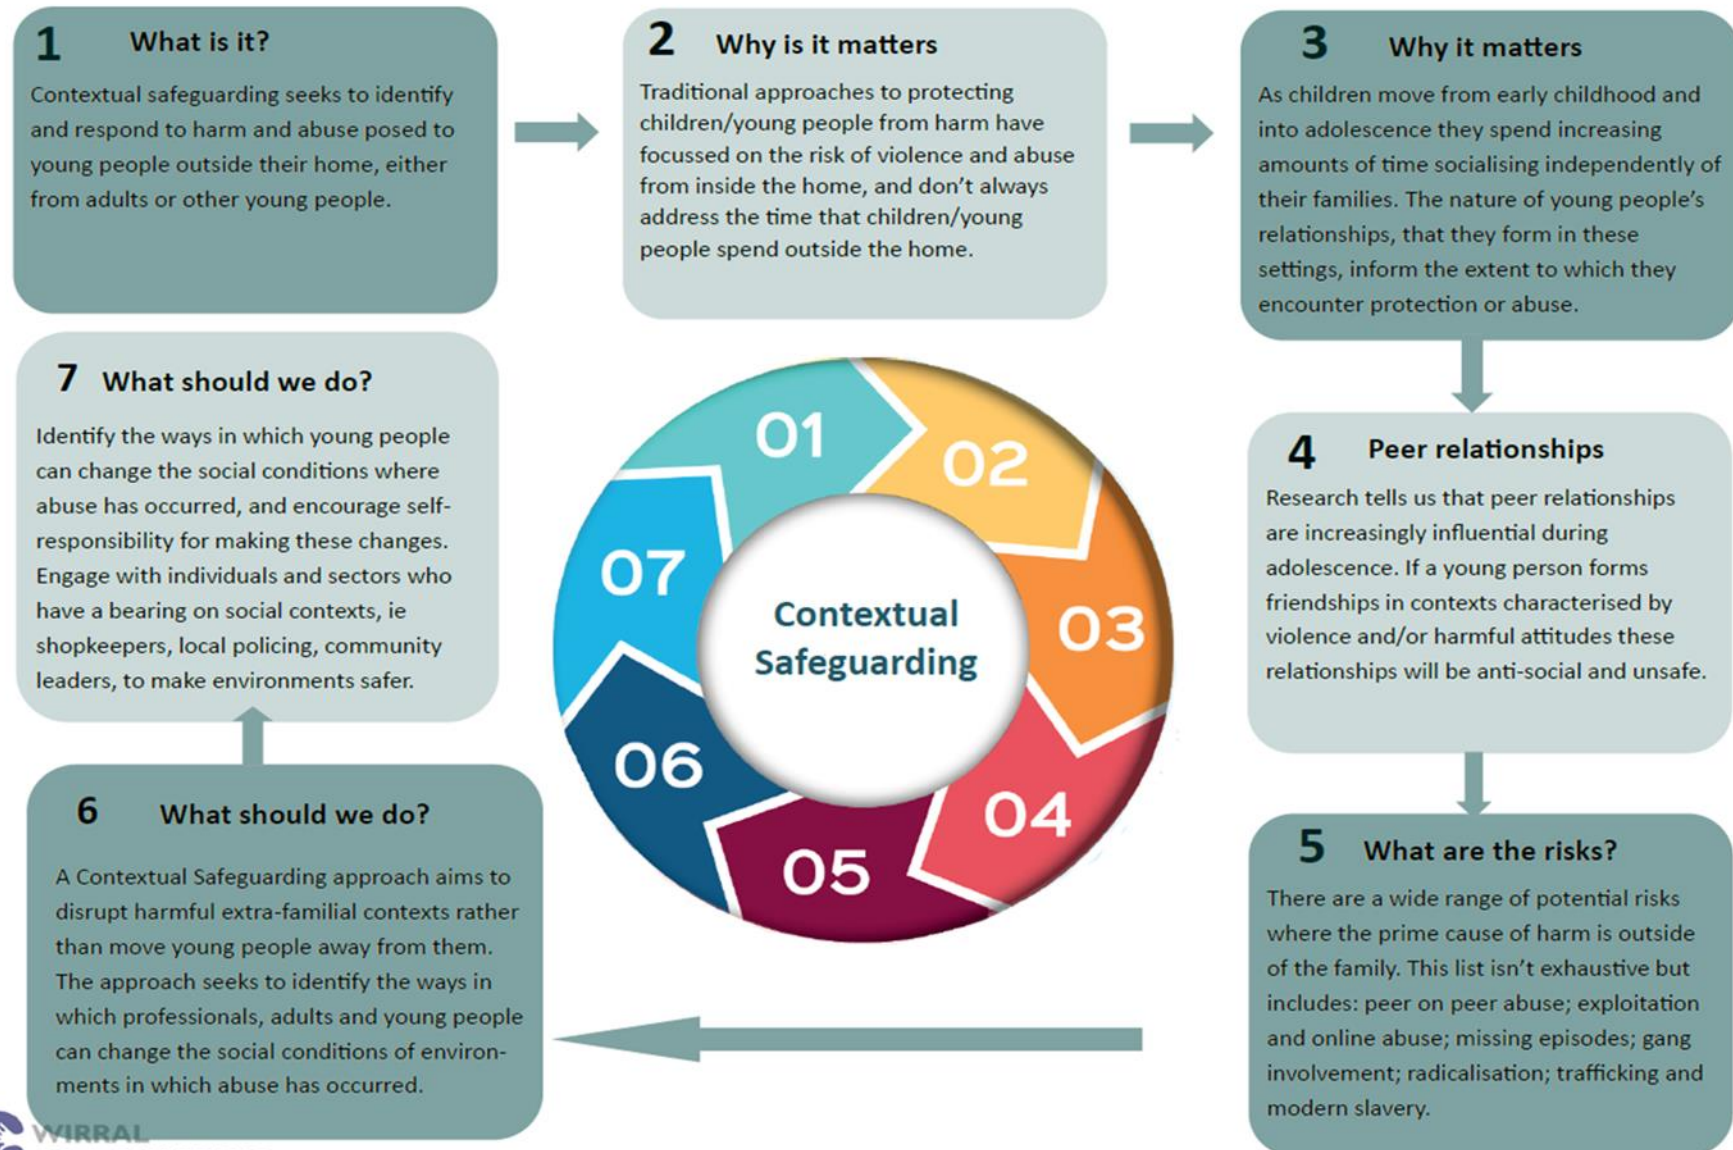 1 What is it?
Contextual safeguarding seeks to identify
and respond to harm and abuse posed to
young people outside their home, either
from adults or other young people.
2 Why is it matters
Traditional approaches to protecting
children/young people from harm have
focussed on the risk of violence and abuse
from inside the home, and don't always
address the time that children/young
people spend outside the home.
3 Why it matters
As children move from early childhood and
into adolescence they spend increasing
amounts of time socialising independently of
their families. The nature of young people's
relationships, that they form in these
settings, inform the extent to which they
encounter protection or abuse.
4 Peer relationships
Research tells us that peer relationships
are increasingly influential during
adolescence. If a young person forms
friendships in contexts characterised by
violence and/or harmful attitudes these
relationships will be anti-social and unsafe.
5 What are the risks?
There are a wide range of potential risks
where the prime cause of harm is outside
of the family. This list isn't exhaustive but
includes: peer on peer abuse; exploitation
and online abuse; missing episodes; gang
involvement; radicalisation; trafficking and
modern slavery.
6 What should we do?
A Contextual Safeguarding approach aims to
disrupt harmful extra-familial contexts rather
than move young people away from them.
The approach seeks to identify the ways in
which professionals, adults and young people
can change the social conditions of environ-
ments in which abuse has occurred.
7 What should we do?
Identify the ways in which young people
can change the social conditions where
abuse has occurred, and encourage self-
responsibility for making these changes.
Engage with individuals and sectors who
have a bearing on social contexts, ie
shopkeepers, local policing, community
leaders, to make environments safer.
01
02
03
04
05
06
07
Contextual
Safeguarding
WIRRAL